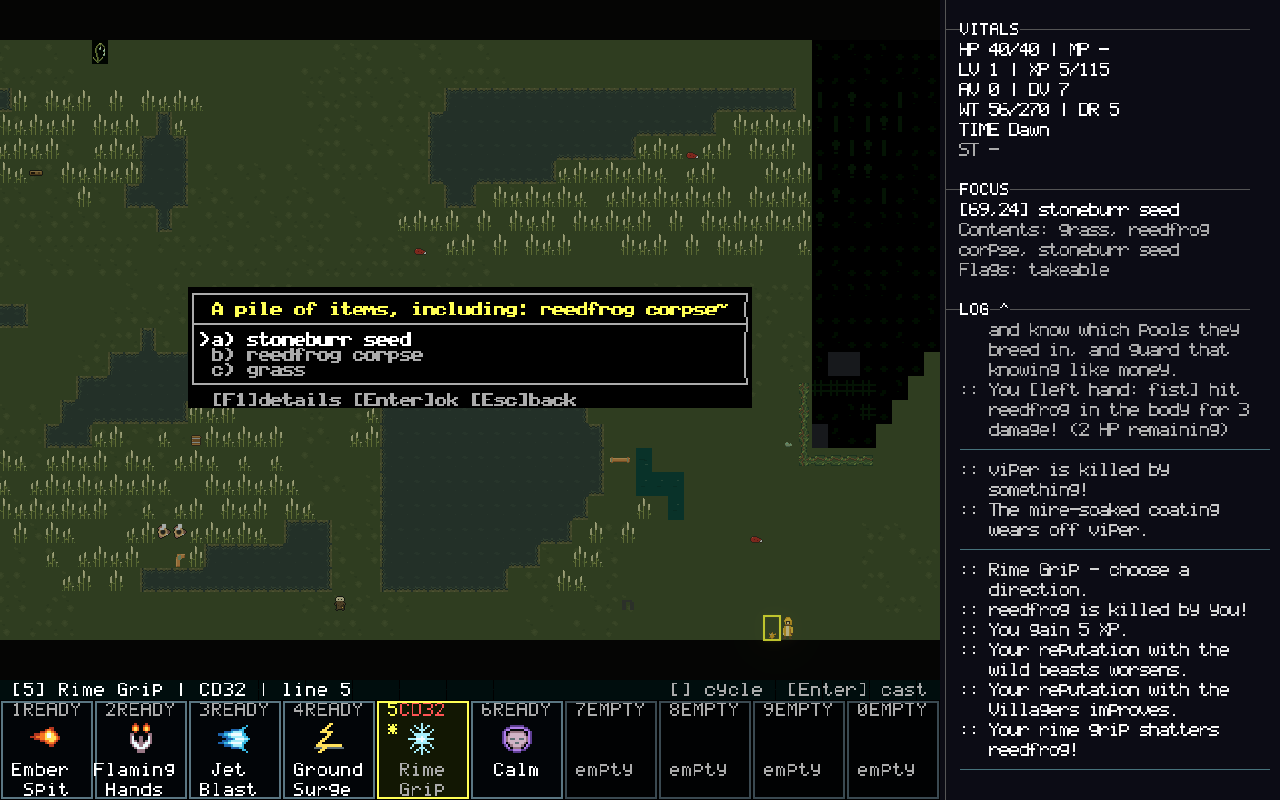 VITALS
HP 40/40 | MP -
LV 1 | XP 5/115
AV 0 | DV 7
WT 56/270 | DR 5
TIME Dawn
ST -
FOCUS
[69,24] stoneburr seed
Contents: grass, reedfrog
corpse, stoneburr seed
Flags: takeable
LOG ^
and know which pools they
breed in, and guard that
knowing like money.
:: You [left hand: fist] hit
reedfrog in the body for 3
damage! (2 HP remaining)
:: viper is killed by
something!
:: The mire-soaked coating
wears off viper.
:: Rime Grip - choose a
direction.
:: reedfrog is killed by you!
:: You gain 5 XP.
:: Your reputation with the
wild beasts worsens.
:: Your reputation with the
Villagers improves.
:: Your rime grip shatters
reedfrog!
A pile of items, including: reedfrog corpse~
>a) stoneburr seed
b) reedfrog corpse
c) grass
[F1]details [Enter]ok [Esc]back
[5] Rime Grip | CD32 | line 5
[] cycle [Enter] cast
1READY 2READY 3READY 4READY 5CD32 6READY 7EMPTY 8EMPTY 9EMPTY 0EMPTY
*
Ember Flaming Jet Ground Rime Calm empty empty empty empty
Spit Hands Blast Surge Grip